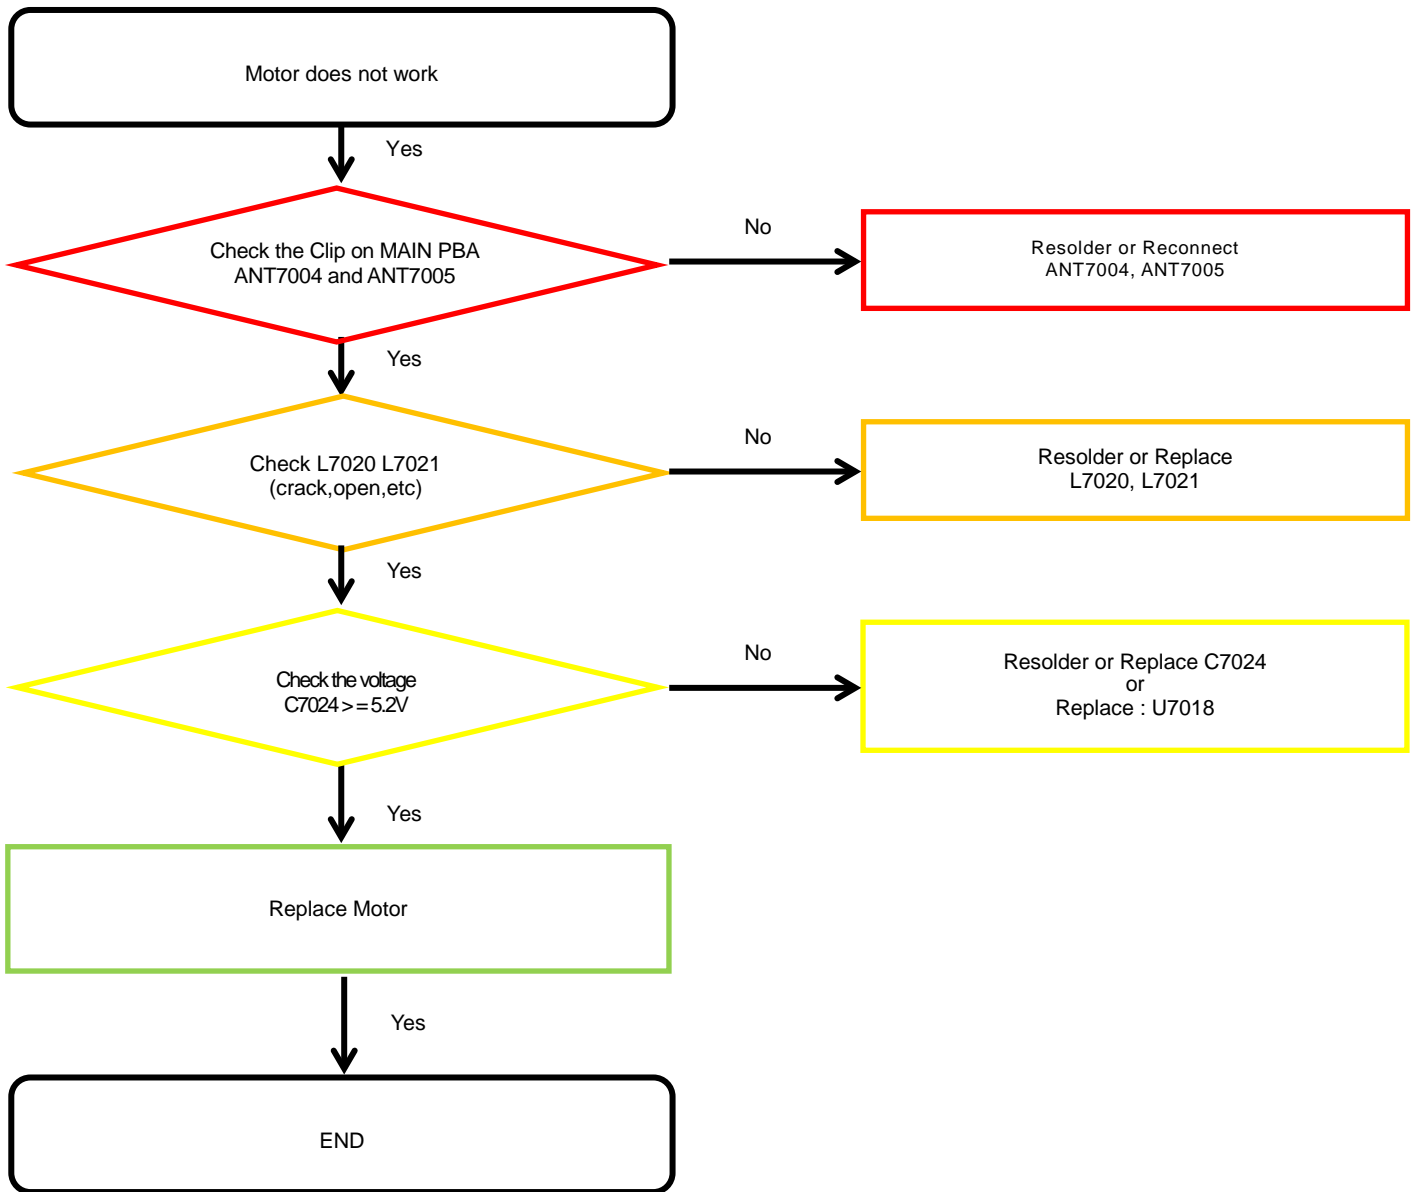 Motor does not work
Yes
Check the Clip on MAIN PBA
ANT7004 and ANT7005
No
Resolder or Reconnect
ANT7004, ANT7005
Yes
Check L7020 L7021
(crack,open,etc)
No
Resolder or Replace
L7020, L7021
Yes
Check the voltage
C7024 >= 5.2V
No
Resolder or Replace C7024
or
Replace : U7018
Yes
Replace Motor
Yes
END